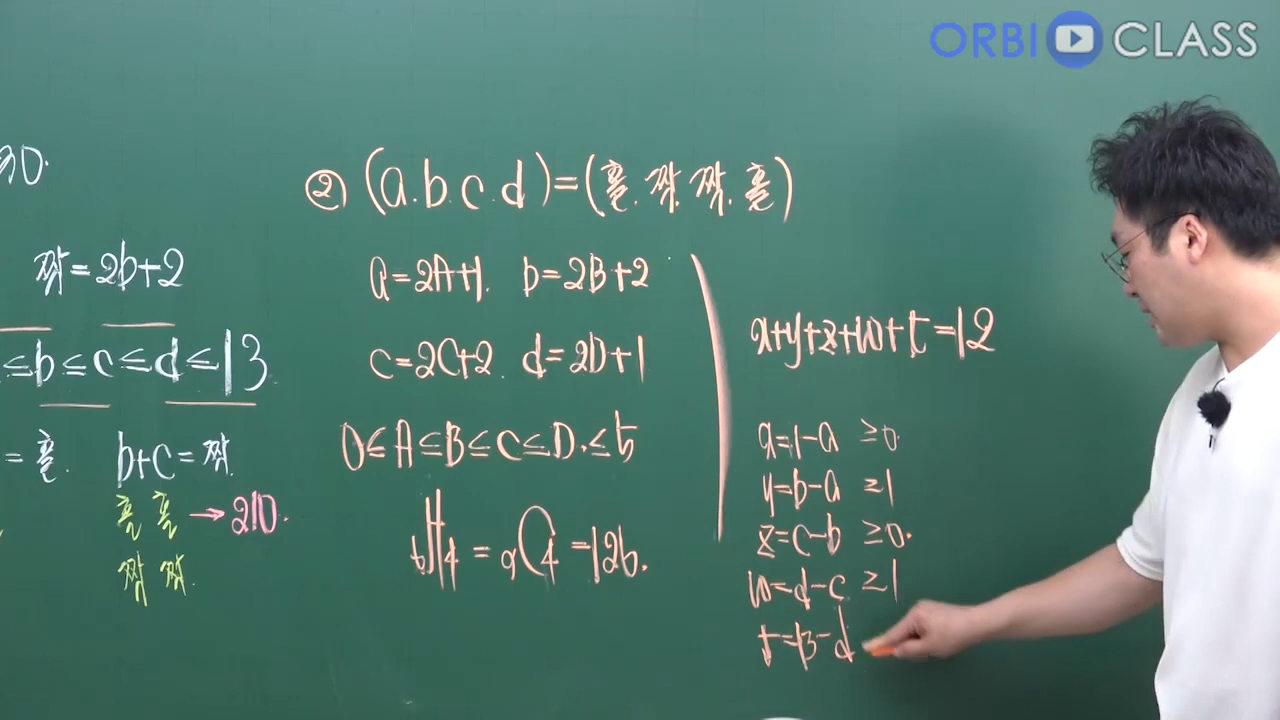 ORBI CLASS
② (a.b.c.d)=(홀.짝.짝.홀)
짝=2b+2
a=2A+1. b=2B+2
c=2C+2. d=2D+1
≤b≤c≤d≤13
0≤A≤B≤C≤D.≤5
=홀. b+c=짝.
홀 홀 → 210.
짝 짝.
6H4 = 9C4 =126.
x+y+z+w+t=12
x=1-a ≥0.
y=b-a ≥1
z=c-b ≥0.
w=d-c ≥1
t=13-d